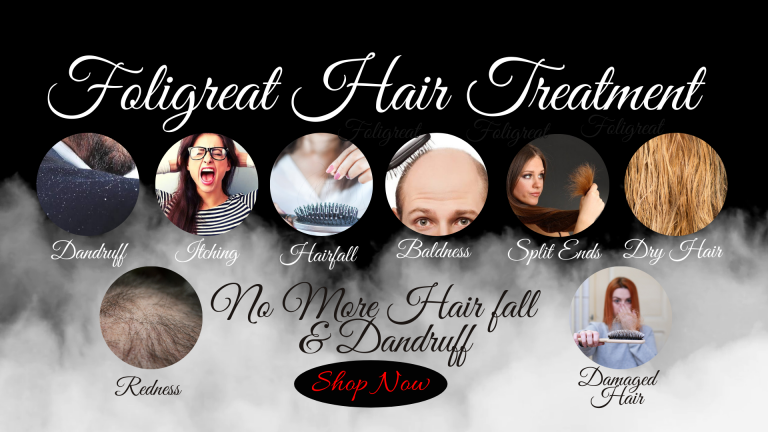 Foligreat Hair Treatment
Foligreat Foligreat Foligreat
Dandruff Itching Hairfall Baldness Split Ends Dry Hair
No More Hair fall
& Dandruff
Shop Now
Redness
Damaged
Hair